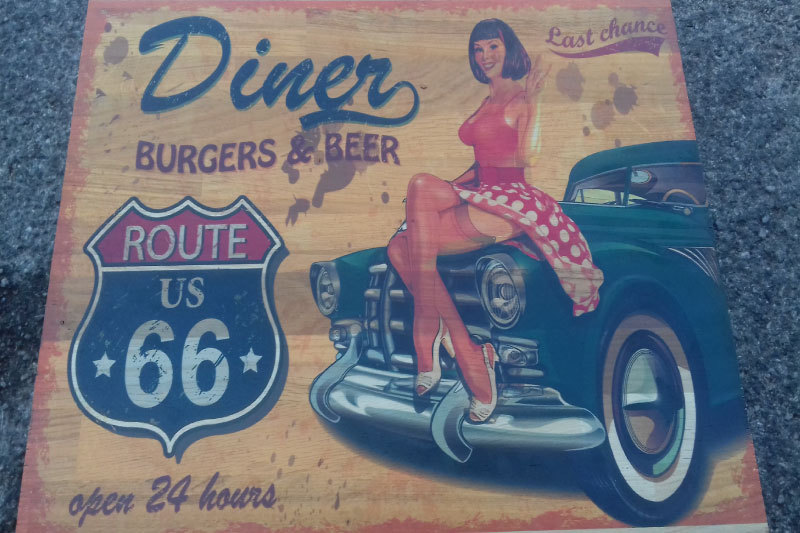 Diner
Last chance
BURGERS & BEER
ROUTE
US
66
open 24 hours